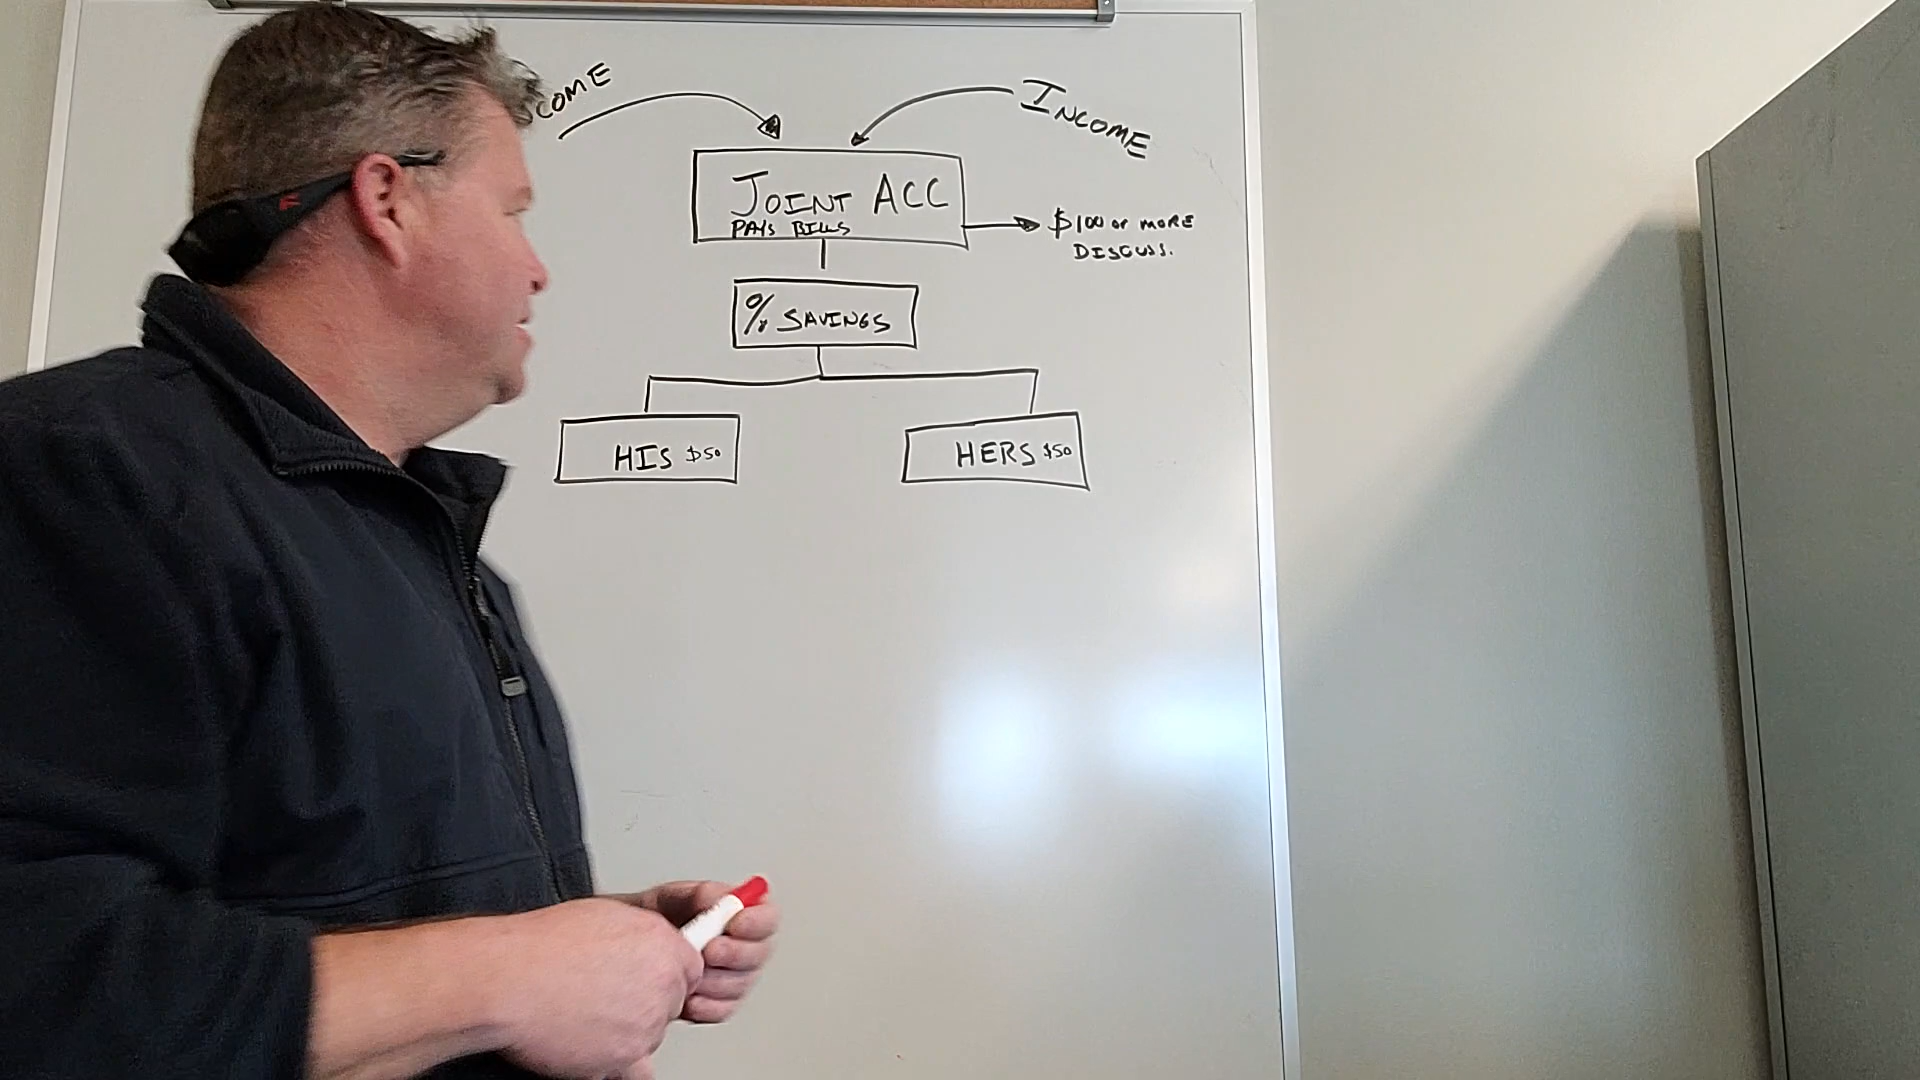 COME
INCOME
JOINT ACC
PAYS BILLS
$100 or MORE
DISCUSS.
% SAVINGS
HIS $50
HERS $50